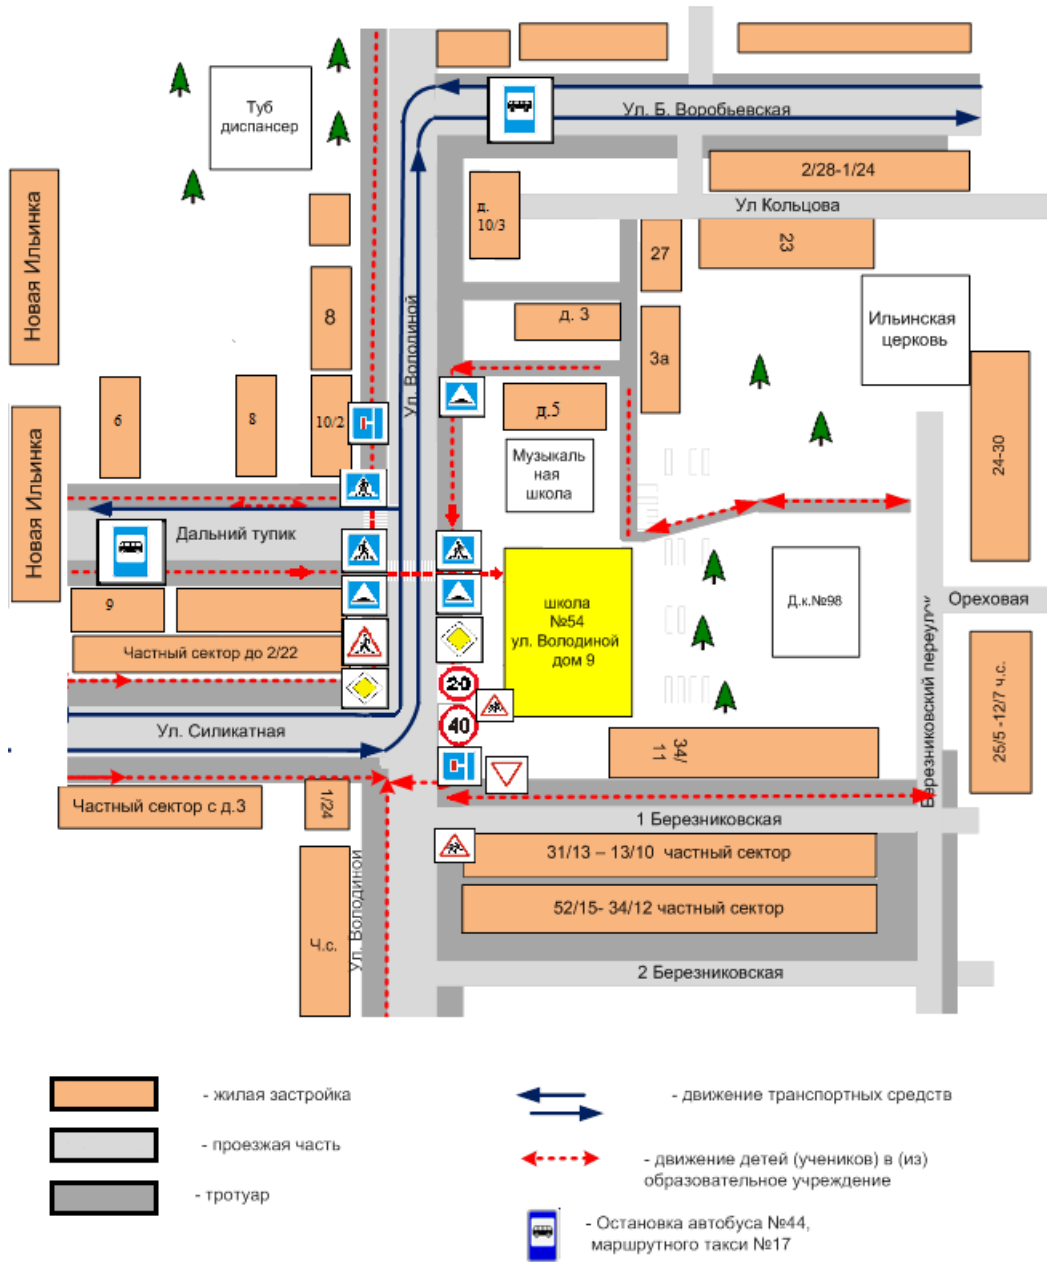 Туб
диспансер
Ул. Б. Воробьевская
2/28-1/24
Ул Кольцова
д.
10/3
27
23
Новая Ильинка
8
Ул. Володиной
д. 3
3а
Ильинская
церковь
6
8
10/2
д.5
Музыкаль
ная
школа
24-30
Новая Ильинка
Дальний тупик
9
школа
№54
ул. Володиной
дом 9
Д.к.№98
Ореховая
Березниковский переулок
Частный сектор до 2/22
20
40
Ул. Силикатная
34/
11
25/5 -12/7 ч.с.
Частный сектор с д.3
1/24
1 Березниковская
31/13 – 13/10 частный сектор
52/15- 34/12 частный сектор
Ч.с.
Ул. Володиной
2 Березниковская
- жилая застройка
- проезжая часть
- тротуар
- движение транспортных средств
- движение детей (учеников) в (из)
образовательное учреждение
- Остановка автобуса №44,
маршрутного такси №17